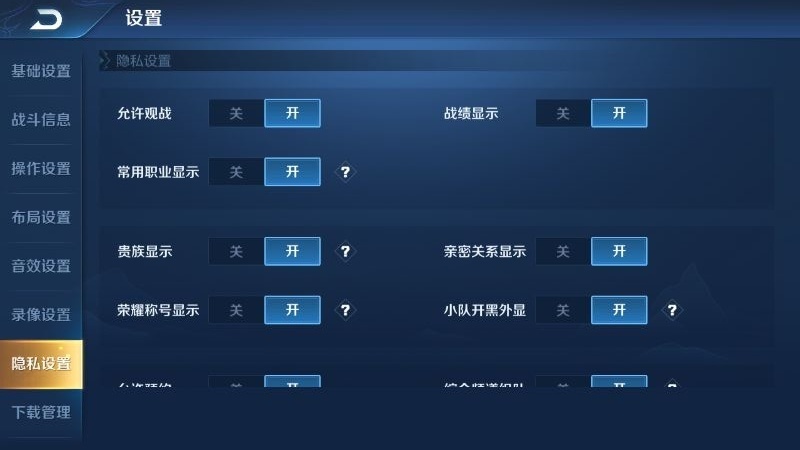 设置
基础设置
战斗信息
操作设置
布局设置
音效设置
录像设置
隐私设置
下载管理
隐私设置
允许观战 关 开
战绩显示 关 开
常用职业显示 关 开 ?
贵族显示 关 开 ?
亲密关系显示 关 开
荣耀称号显示 关 开 ?
小队开黑外显 关 开 ?